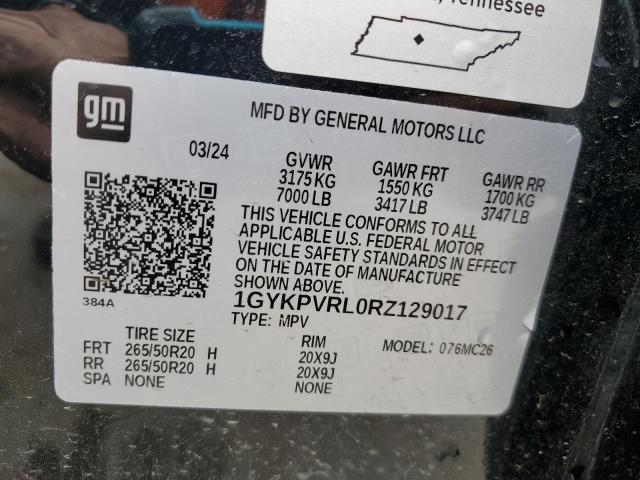 Tennessee
gm
MFD BY GENERAL MOTORS LLC
03/24
GVWR
3175 KG
7000 LB
GAWR FRT
1550 KG
3417 LB
GAWR RR
1700 KG
3747 LB
THIS VEHICLE CONFORMS TO ALL
APPLICABLE U.S. FEDERAL MOTOR
VEHICLE SAFETY STANDARDS IN EFFECT
ON THE DATE OF MANUFACTURE
SHOWN ABOVE.
384A
1GYKPVRL0RZ129017
TYPE: MPV
MODEL: 076MC26
TIRE SIZE RIM
FRT 265/50R20 H 20X9J
RR 265/50R20 H 20X9J
SPA NONE NONE